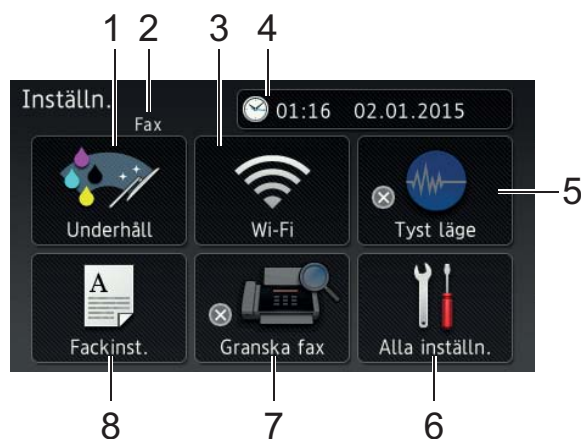 1 2 3 4
Inställn.
Fax
01:16 02.01.2015
Underhåll Wi-Fi Tyst läge
5
A
Fackinst. Granska fax Alla inställn.
8 7 6